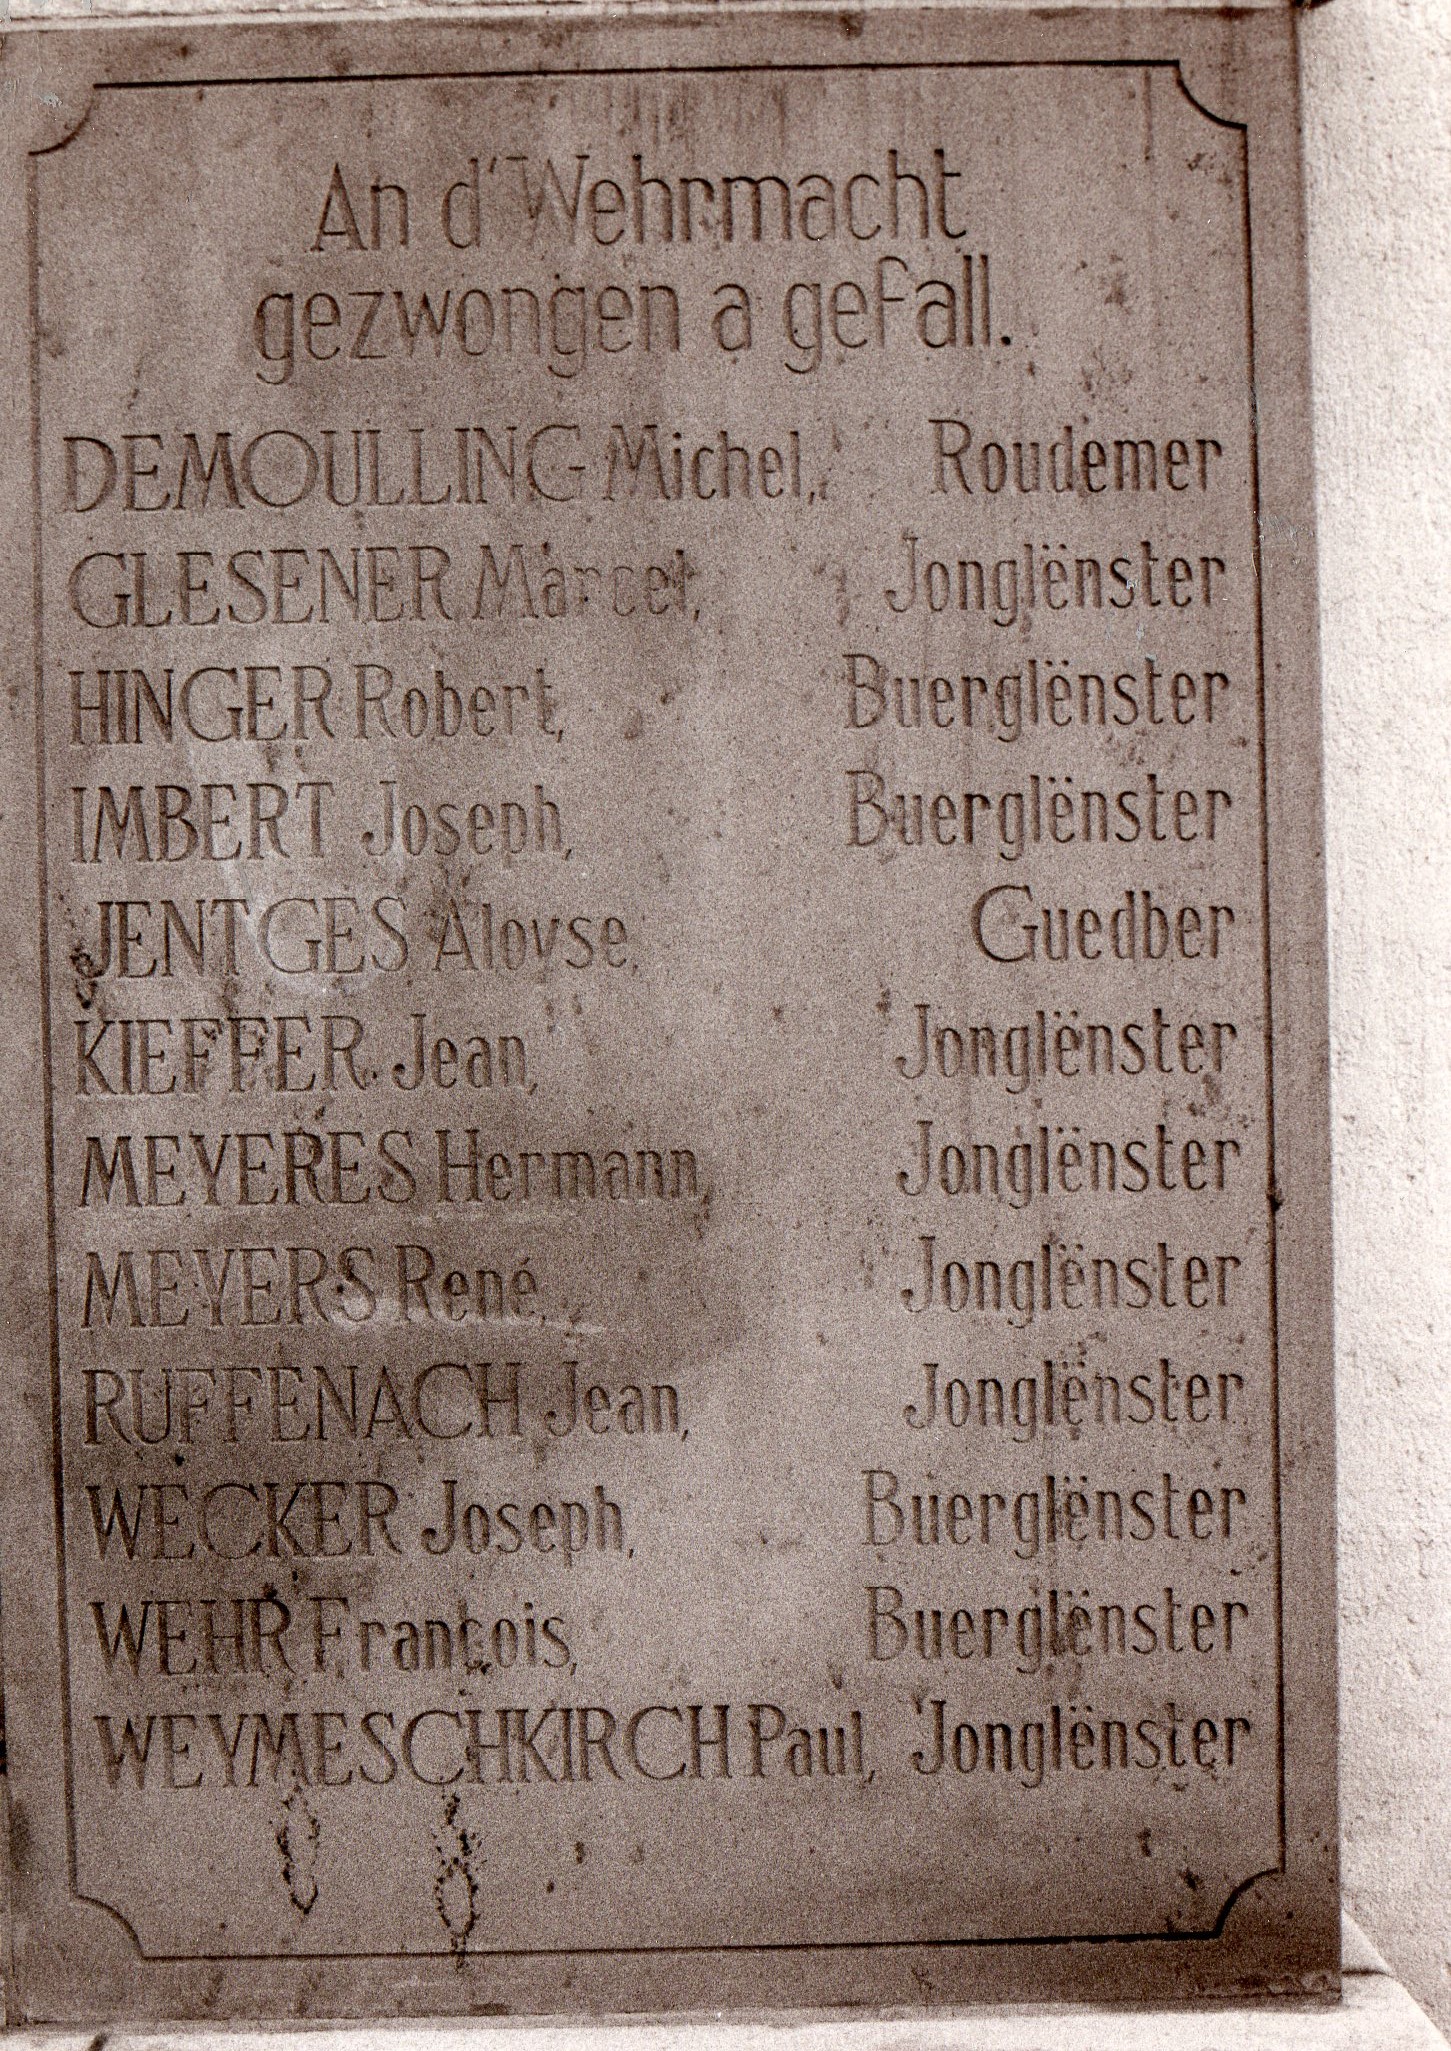 An d'Wehrmacht
gezwongen a gefall.
DEMOULLING Michel, Roudemer
GLESENER Marcel, Jonglënster
HINGER Robert, Buerglënster
IMBERT Joseph, Buerglënster
JENTGES Aloyse, Guedber
KIEFFER Jean, Jonglënster
MEYERES Hermann, Jonglënster
MEYERS René, Jonglënster
RUFFENACH Jean, Jonglënster
WECKER Joseph, Buerglënster
WEHR François, Buerglënster
WEYMESCHKIRCH Paul, Jonglënster